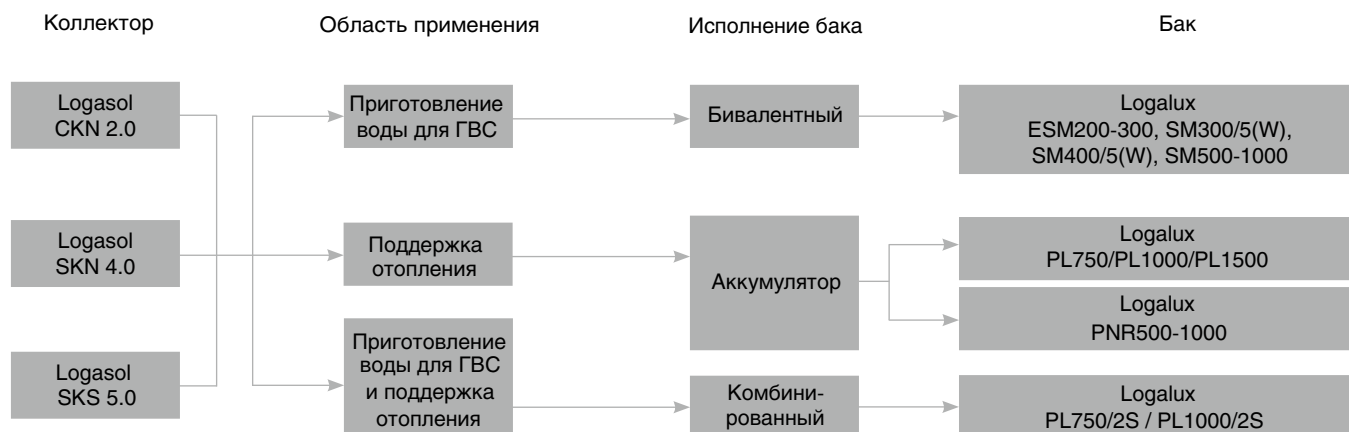 Коллектор
Область применения
Исполнение бака
Бак
Logasol
CKN 2.0
Приготовление
воды для ГВС
Бивалентный
Logalux
ESM200-300, SM300/5(W),
SM400/5(W), SM500-1000
Logasol
SKN 4.0
Поддержка
отопления
Аккумулятор
Logalux
PL750/PL1000/PL1500
Logalux
PNR500-1000
Logasol
SKS 5.0
Приготовление
воды для ГВС
и поддержка
отопления
Комбини-
рованный
Logalux
PL750/2S / PL1000/2S